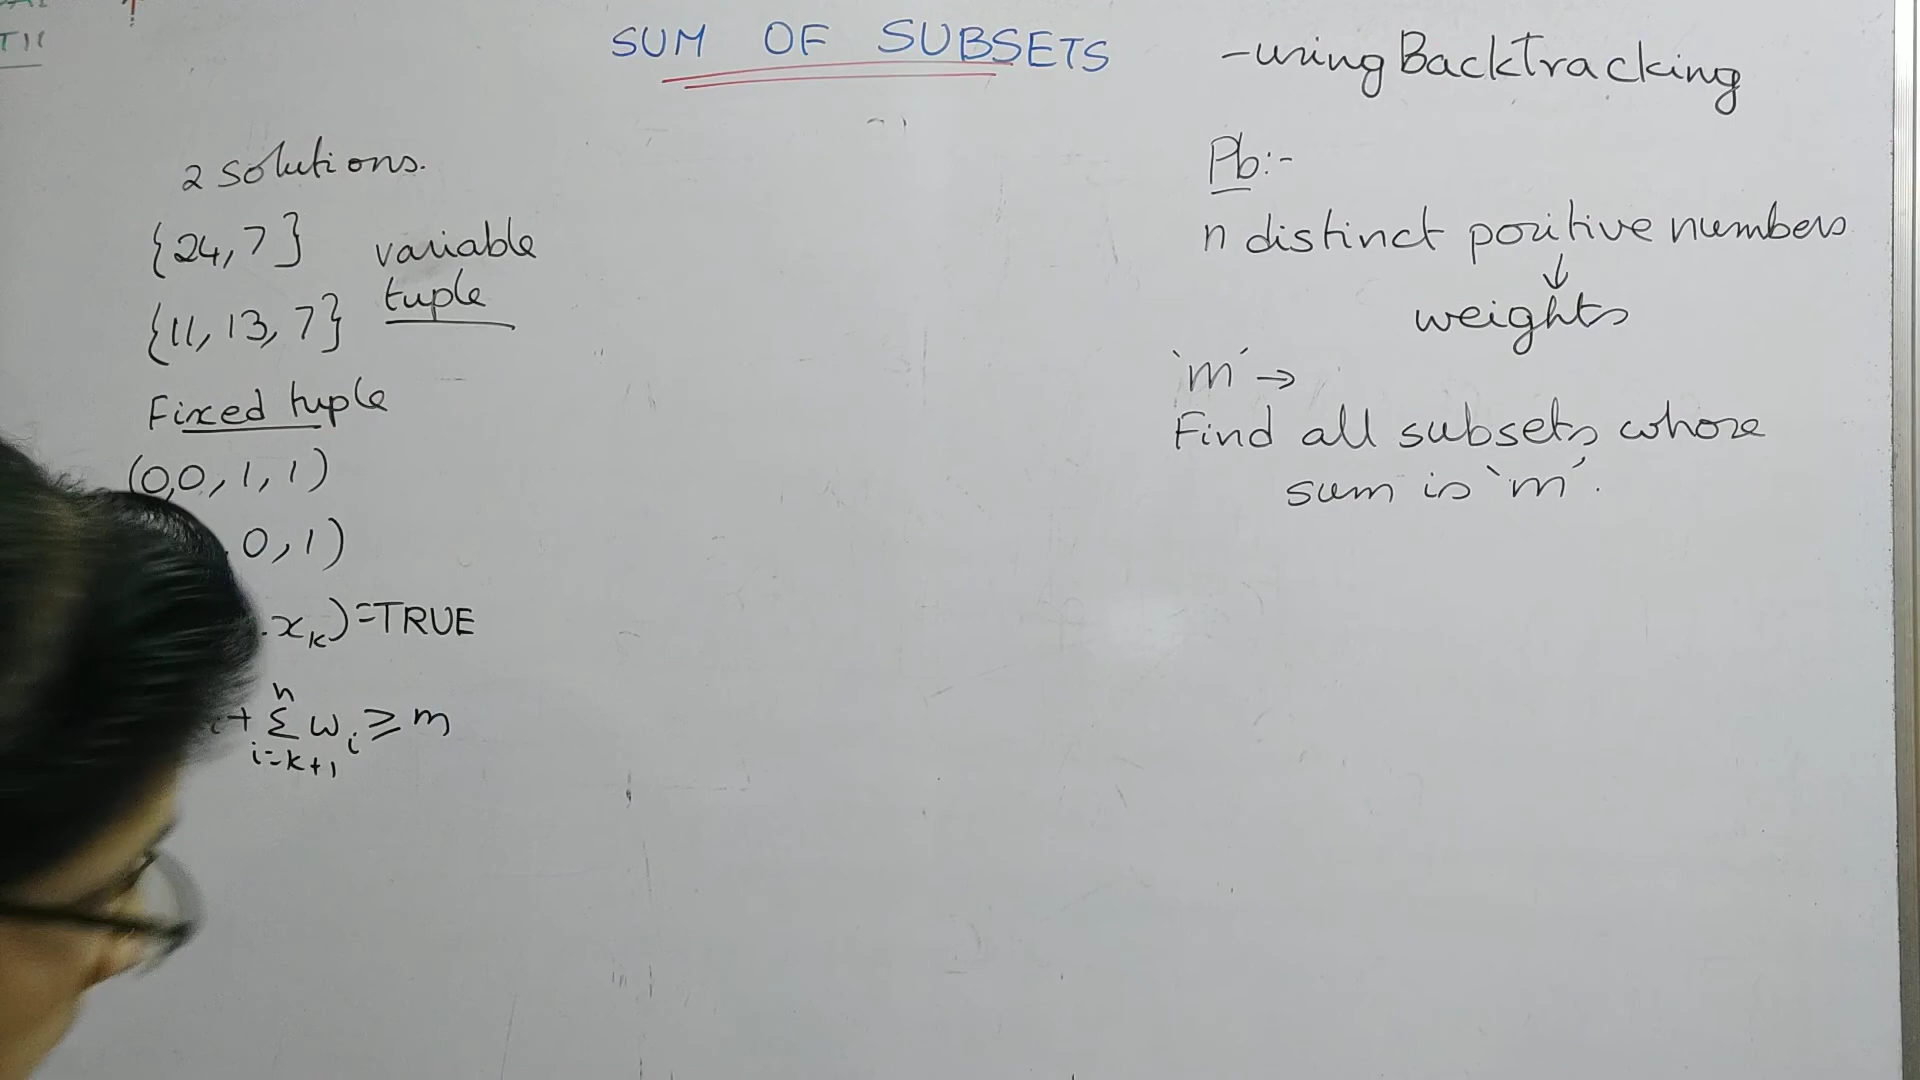 SUM OF SUBSETS
-using BackTracking
2 solutions.
{24,7} variable
tuple
{11, 13, 7}
Fixed tuple
(0,0,1,1)
0,1)
.xₖ)=TRUE
n
+ Σ wᵢ ≥ m
i=k+1
Pb:-
n distinct positive numbers
↓
weights
`m´ →
Find all subsets whose
sum is `m´.